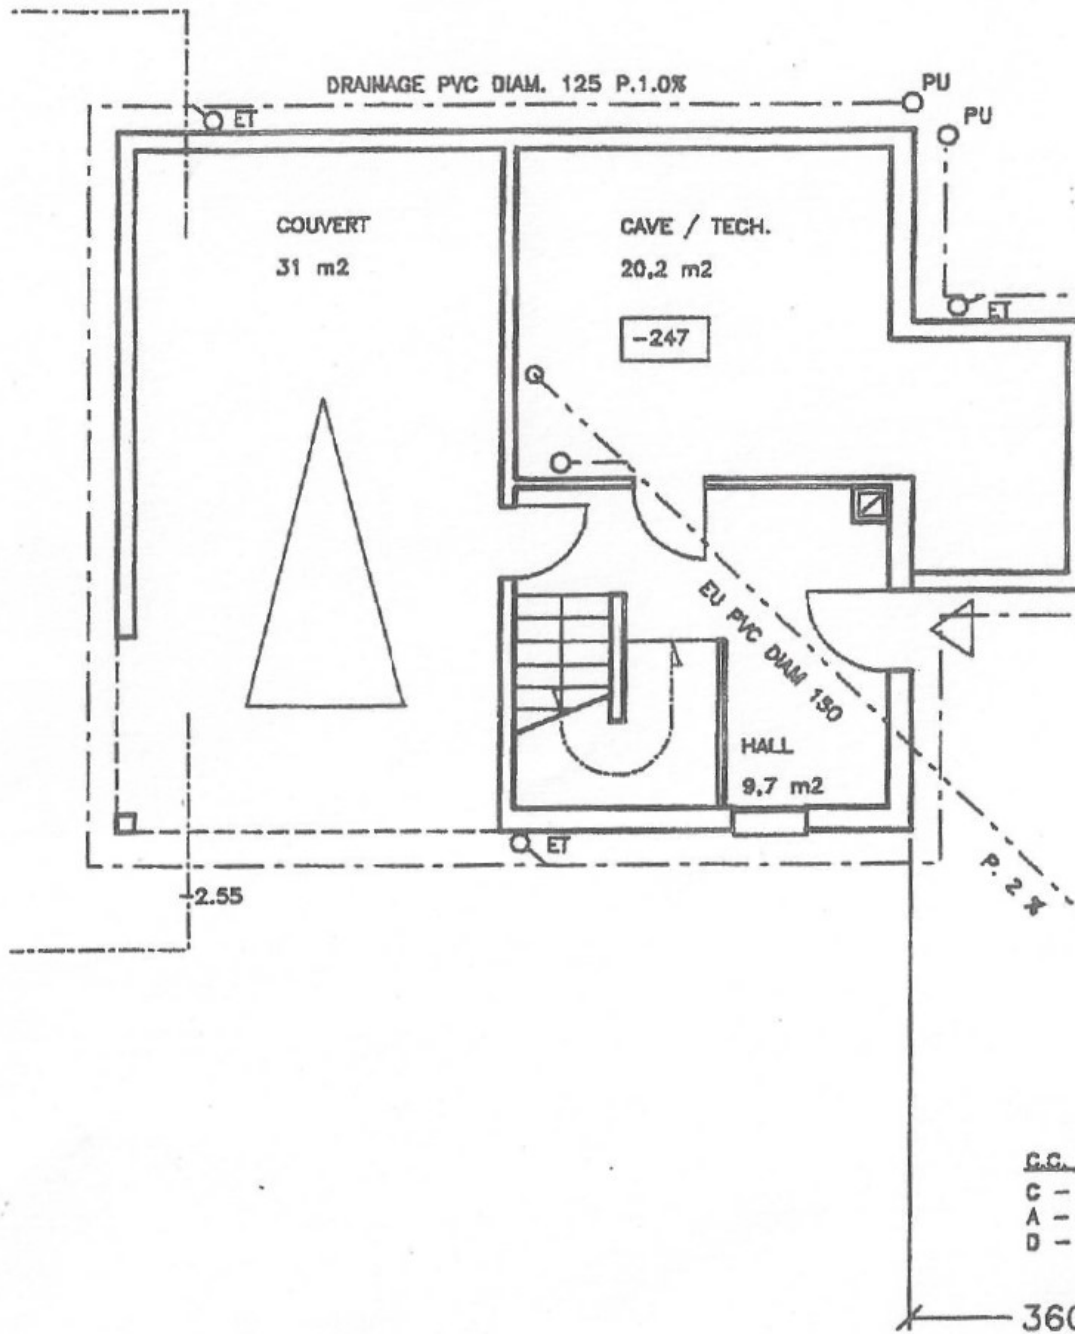 DRAINAGE PVC DIAM. 125 P.1.0%
PU
PU
ET
COUVERT
31 m2
CAVE / TECH.
20,2 m2
ET
-247
EU PVC DIAM 150
HALL
9,7 m2
ET
P. 2 %
-2.55
C.C.
C -
A -
D -
360